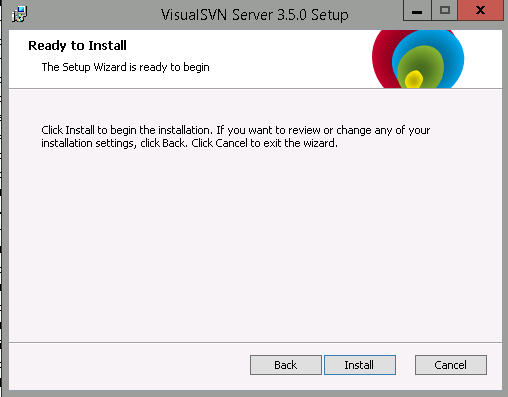 VisualSVN Server 3.5.0 Setup
Ready to Install
The Setup Wizard is ready to begin
Click Install to begin the installation. If you want to review or change any of your
installation settings, click Back. Click Cancel to exit the wizard.
Back Install Cancel